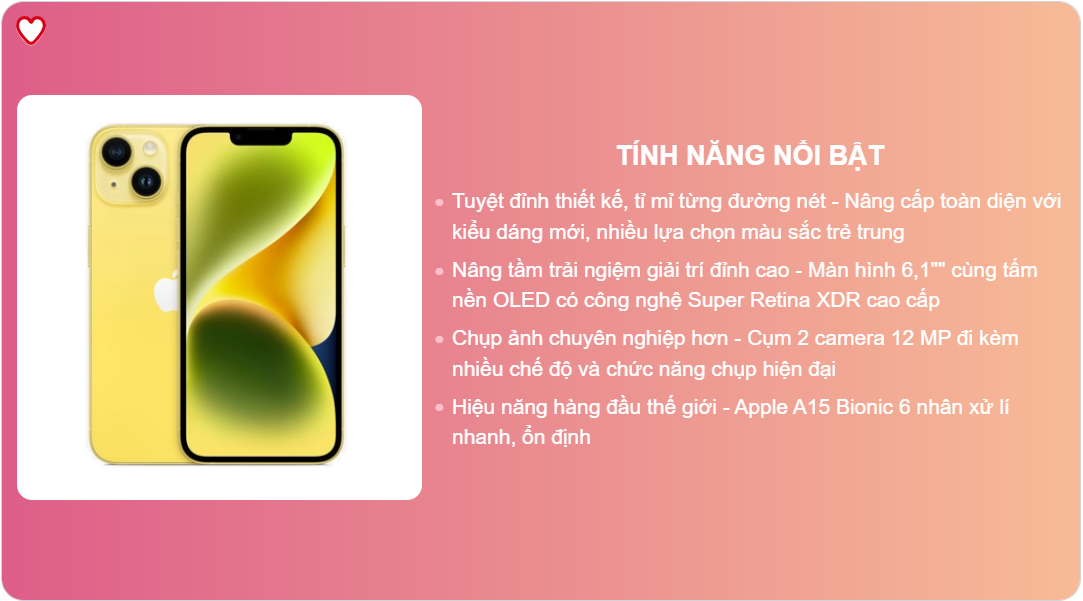 TÍNH NĂNG NỔI BẬT
Tuyệt đỉnh thiết kế, tỉ mỉ từng đường nét - Nâng cấp toàn diện với
kiểu dáng mới, nhiều lựa chọn màu sắc trẻ trung
Nâng tầm trải ngiệm giải trí đỉnh cao - Màn hình 6,1"" cùng tấm
nền OLED có công nghệ Super Retina XDR cao cấp
Chụp ảnh chuyên nghiệp hơn - Cụm 2 camera 12 MP đi kèm
nhiều chế độ và chức năng chụp hiện đại
Hiệu năng hàng đầu thế giới - Apple A15 Bionic 6 nhân xử lí
nhanh, ổn định